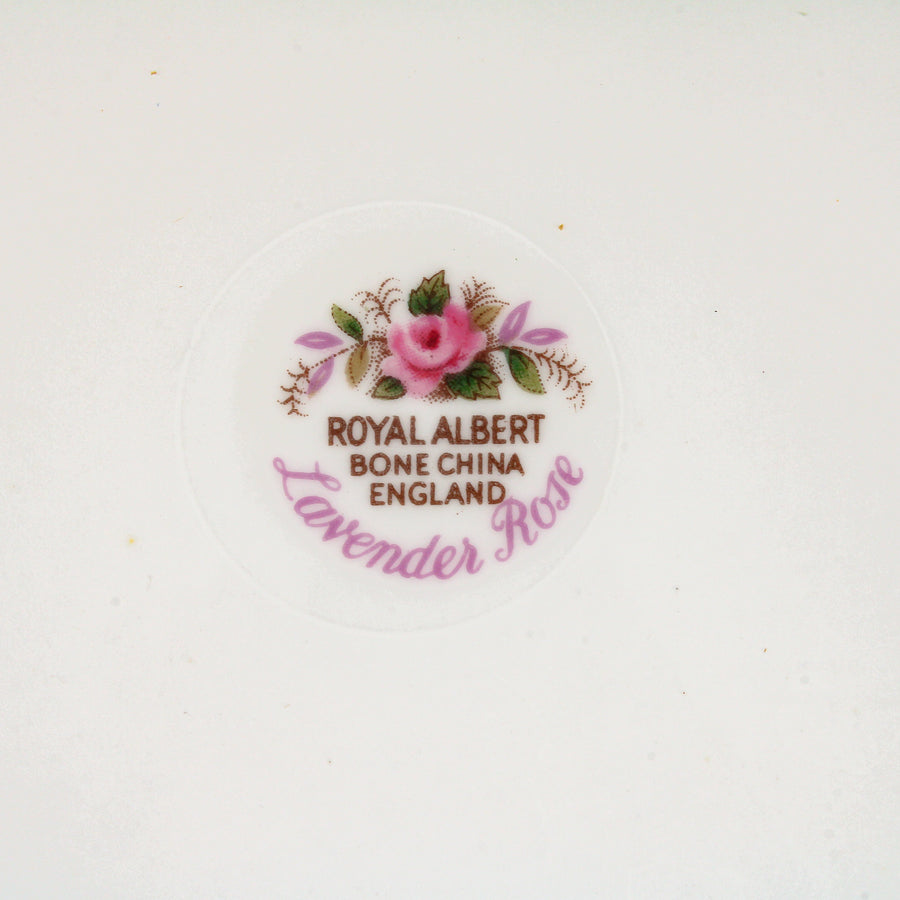 ROYAL ALBERT
BONE CHINA
ENGLAND
Lavender Rose